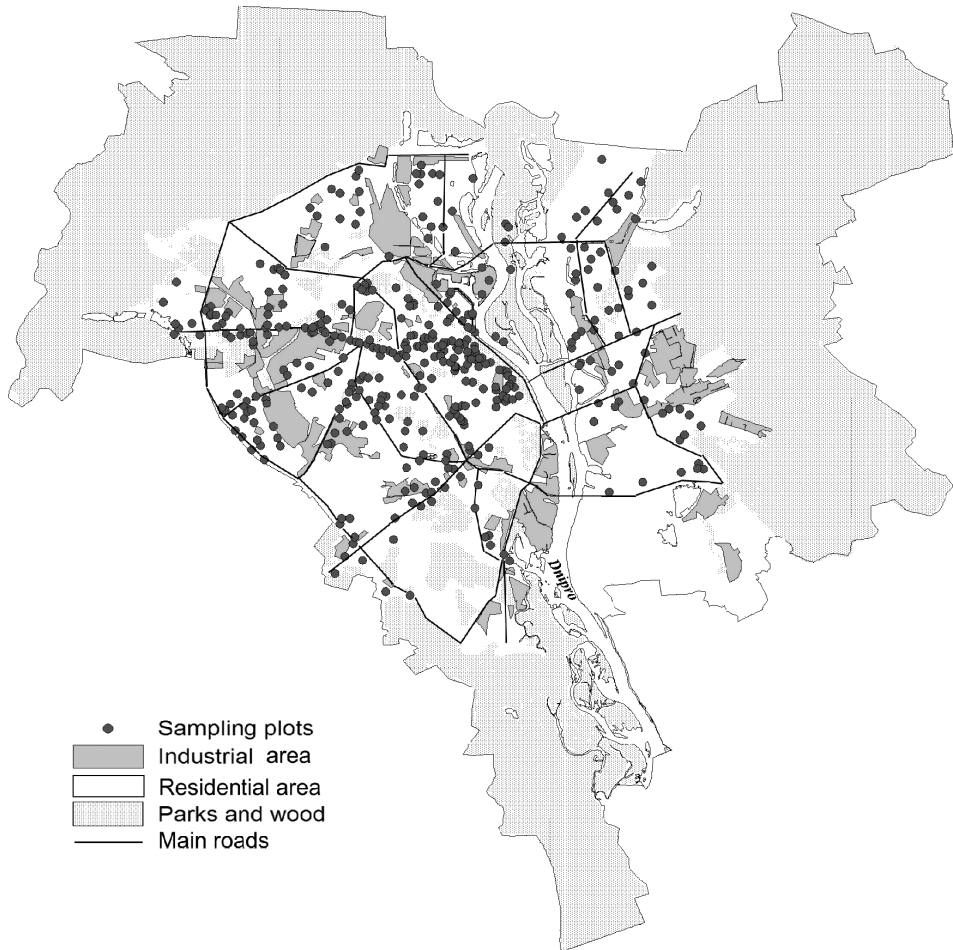 Dnipro
Sampling plots
Industrial area
Residential area
Parks and wood
Main roads